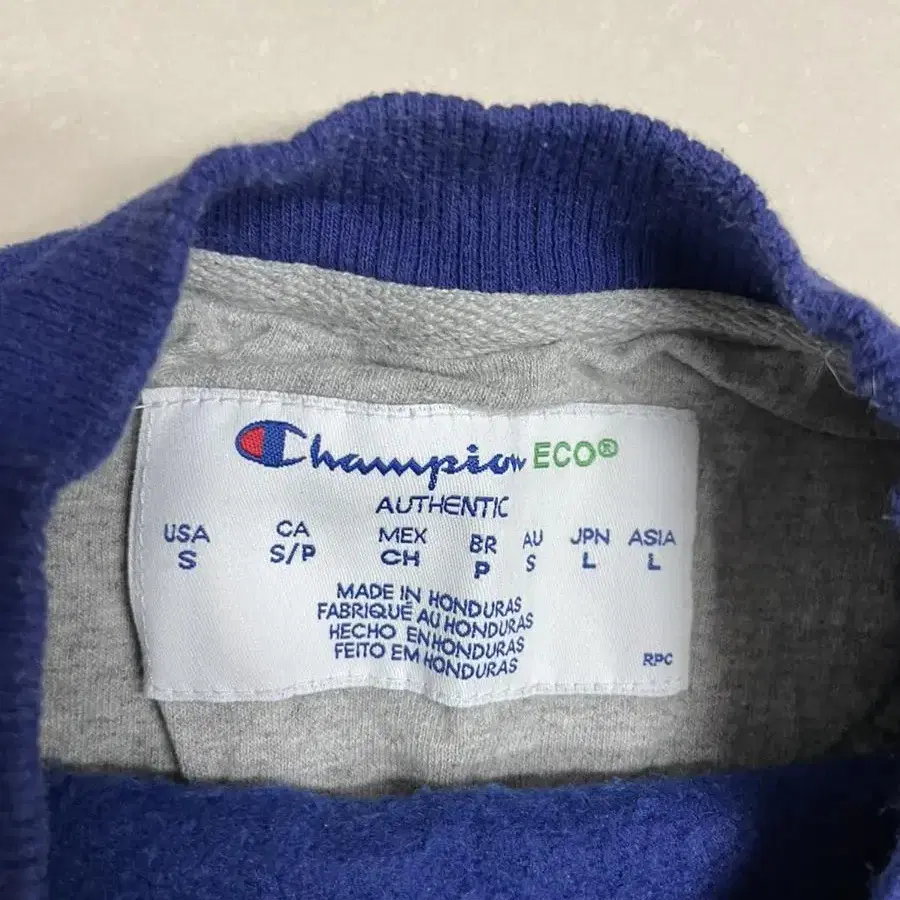 Champion ECO®
AUTHENTIC
USA CA MEX BR AU JPN ASIA
S S/P CH P S L L
MADE IN HONDURAS
FABRIQUÉ AU HONDURAS
HECHO EN HONDURAS
FEITO EM HONDURAS
RPC